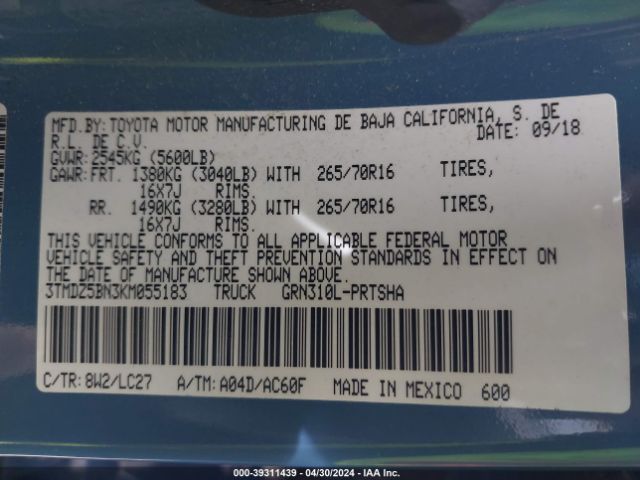 MFD.BY:TOYOTA MOTOR MANUFACTURING DE BAJA CALIFORNIA, S. DE
R.L. DE C.V.
DATE: 09/18
GVWR:2545KG (5600LB)
GAWR:FRT. 1380KG (3040LB)WITH 265/70R16 TIRES,
16X7J RIMS.
RR. 1490KG (3280LB)WITH 265/70R16 TIRES,
16X7J RIMS.
THIS VEHICLE CONFORMS TO ALL APPLICABLE FEDERAL MOTOR
VEHICLE SAFETY AND THEFT PREVENTION STANDARDS IN EFFECT ON
THE DATE OF MANUFACTURE SHOWN ABOVE.
3TMDZ5BN3KM055183 TRUCK GRN310L-PRTSHA
C/TR:8W2/LC27 A/TM:A04D/AC60F MADE IN MEXICO 600
000-39311439 - 04/30/2024 - IAA Inc.